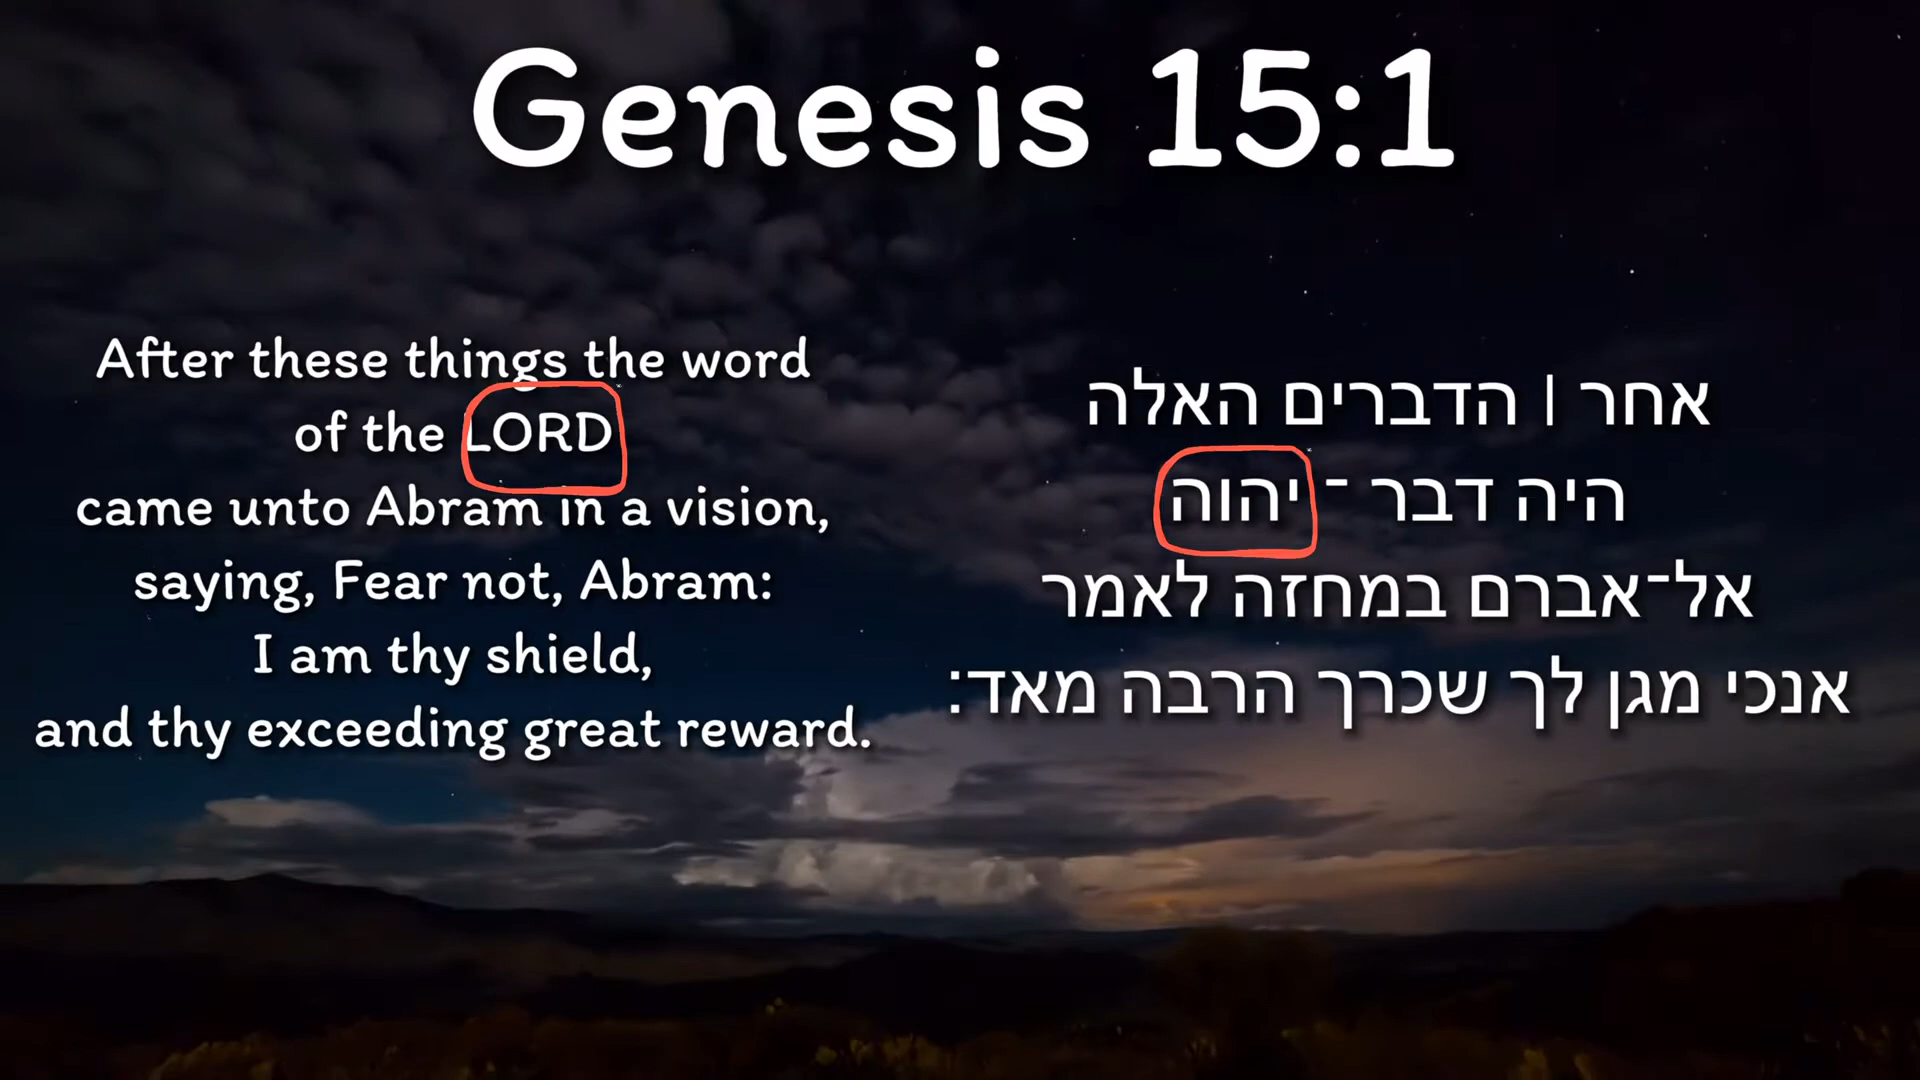 Genesis 15:1
After these things the word
of the LORD
came unto Abram in a vision,
saying, Fear not, Abram:
I am thy shield,
and thy exceeding great reward.
אחר | הדברים האלה
היה דבר ־ יהוה
אל־אברם במחזה לאמר
אנכי מגן לך שכרך הרבה מאד: